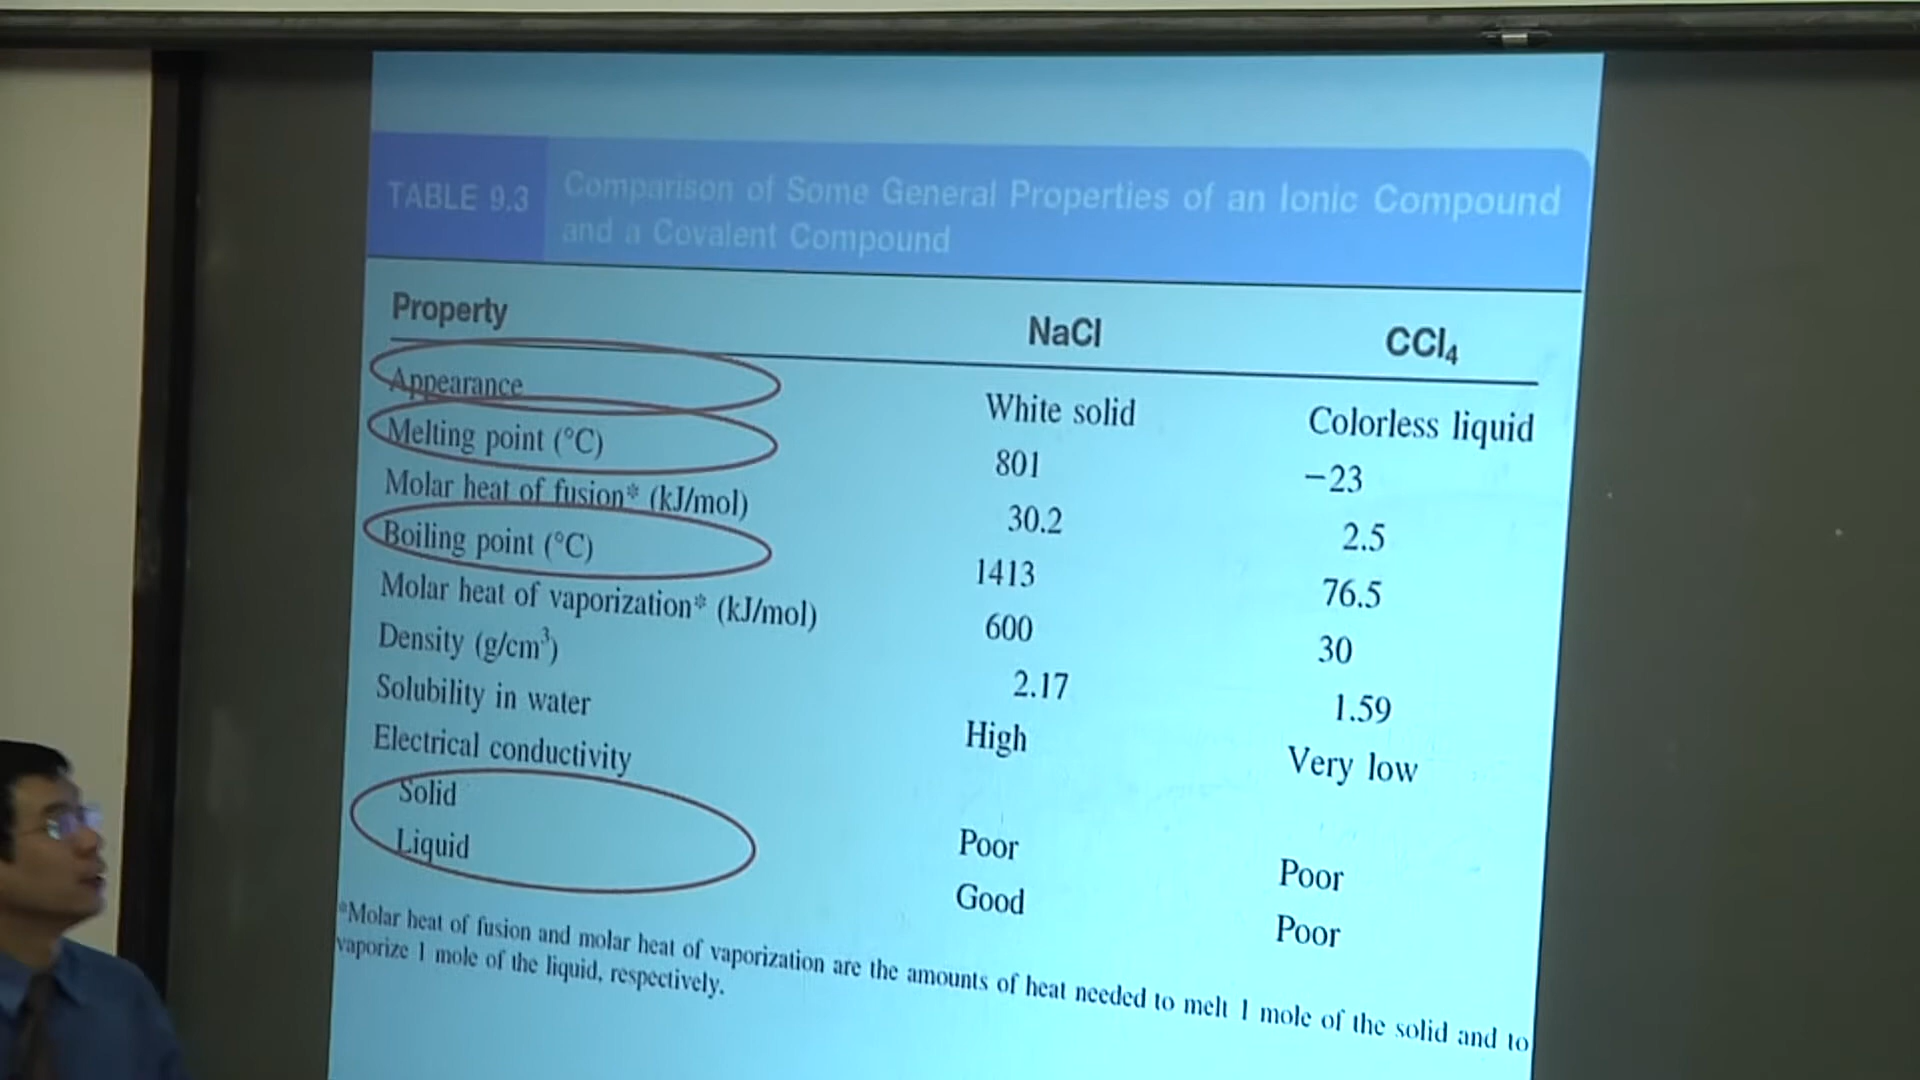 TABLE 9.3 Comparison of Some General Properties of an Ionic Compound
and a Covalent Compound
Property NaCl CCl₄
Appearance White solid Colorless liquid
Melting point (°C) 801 −23
Molar heat of fusion* (kJ/mol) 30.2 2.5
Boiling point (°C) 1413 76.5
Molar heat of vaporization* (kJ/mol) 600 30
Density (g/cm³) 2.17 1.59
Solubility in water High Very low
Electrical conductivity
Solid Poor Poor
Liquid Good Poor
*Molar heat of fusion and molar heat of vaporization are the amounts of heat needed to melt 1 mole of the solid and to
vaporize 1 mole of the liquid, respectively.